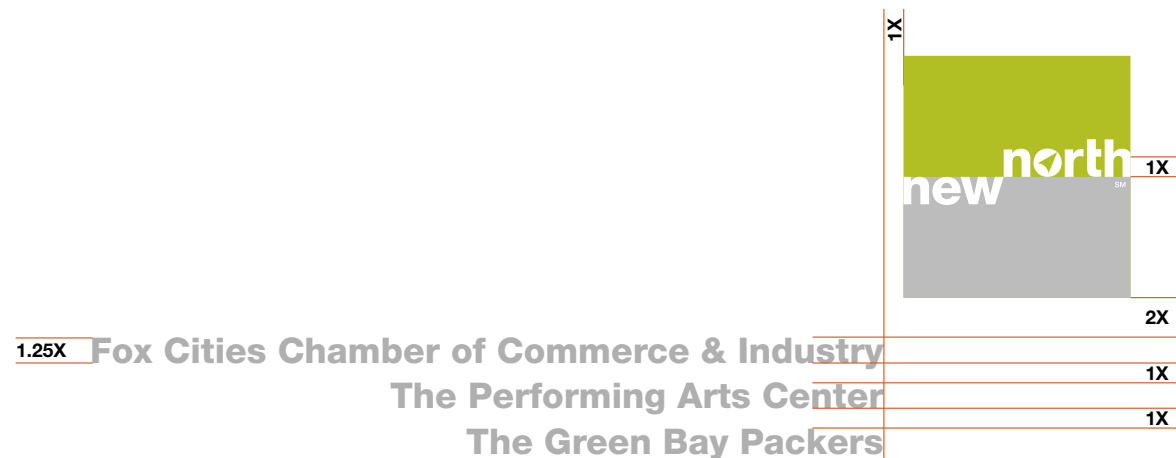 1X
north
1X
new
SM
2X
1.25X Fox Cities Chamber of Commerce & Industry
1X
The Performing Arts Center
1X
The Green Bay Packers